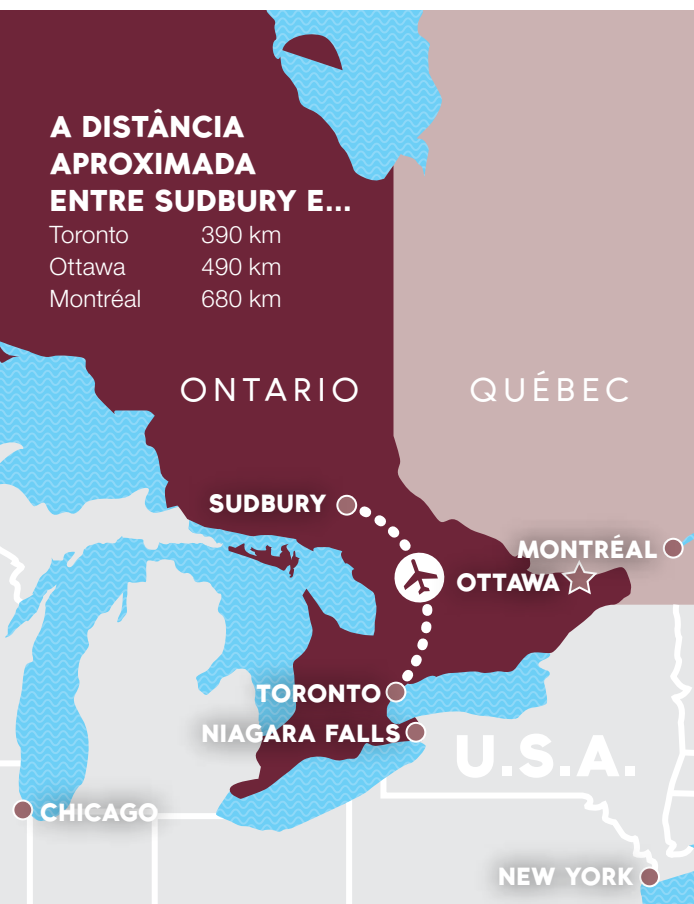 A DISTÂNCIA
APROXIMADA
ENTRE SUDBURY E...
Toronto 390 km
Ottawa 490 km
Montréal 680 km
ONTARIO
QUÉBEC
SUDBURY
MONTRÉAL
OTTAWA
TORONTO
NIAGARA FALLS
U.S.A.
CHICAGO
NEW YORK